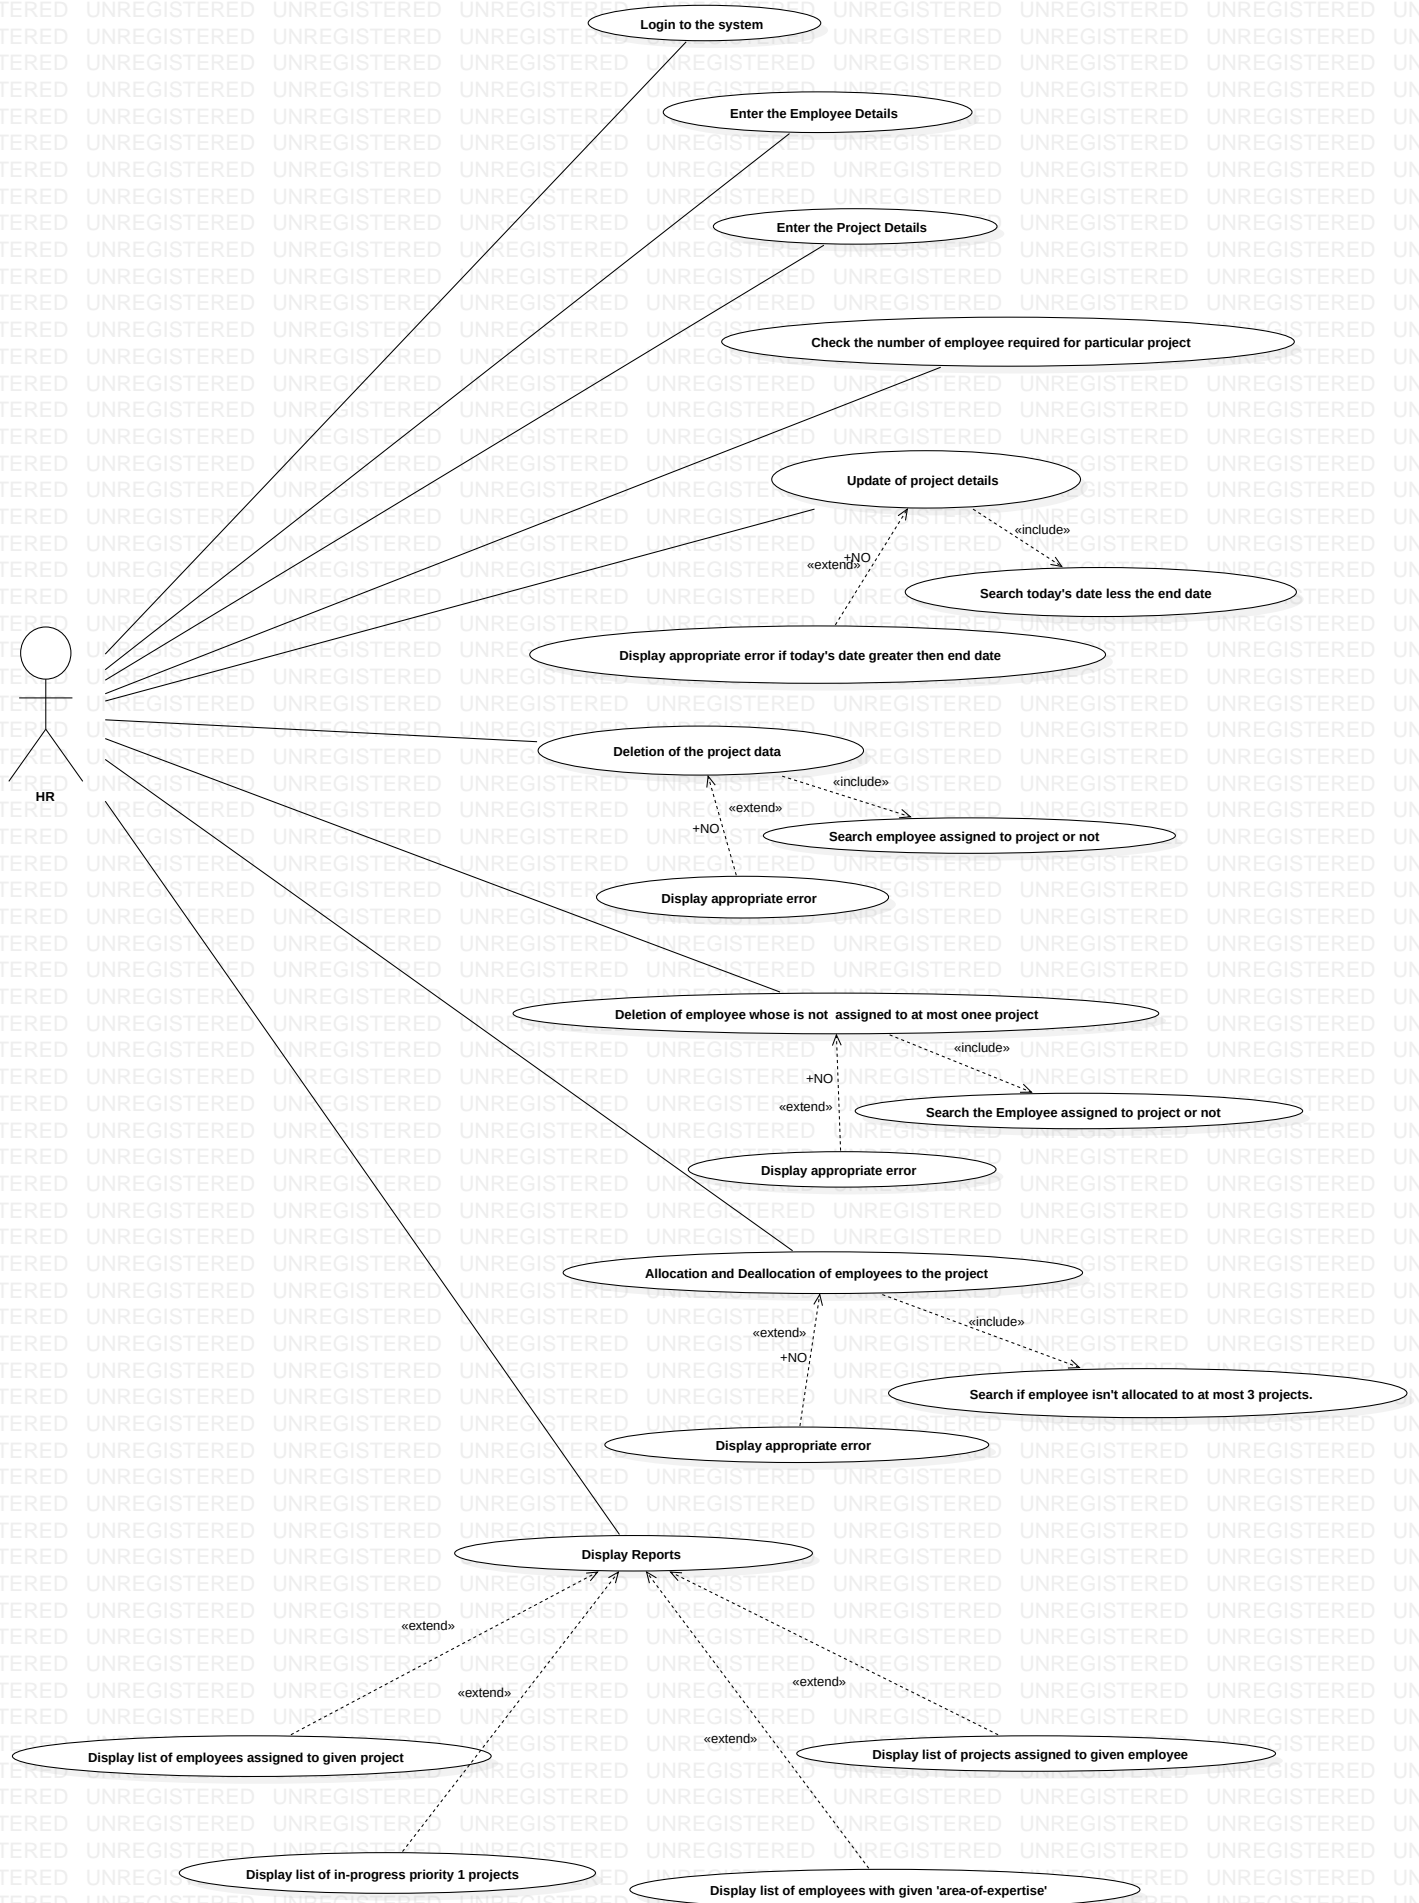 Login to the system
Enter the Employee Details
Enter the Project Details
Check the number of employee required for particular project
Update of project details
«include»
+NO
«extend»
Search today's date less the end date
Display appropriate error if today's date greater then end date
HR
Deletion of the project data
«include»
«extend»
+NO
Search employee assigned to project or not
Display appropriate error
Deletion of employee whose is not  assigned to at most onee project
«include»
+NO
«extend»
Search the Employee assigned to project or not
Display appropriate error
Allocation and Deallocation of employees to the project
«include»
«extend»
+NO
Search if employee isn't allocated to at most 3 projects.
Display appropriate error
Display Reports
«extend»
«extend»
«extend»
«extend»
Display list of employees assigned to given project
Display list of projects assigned to given employee
Display list of in-progress priority 1 projects
Display list of employees with given 'area-of-expertise'
UNREGISTERED